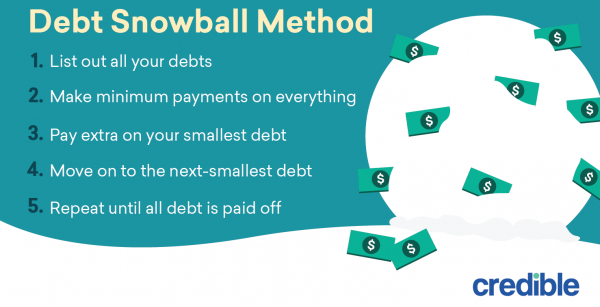 Debt Snowball Method
1. List out all your debts
2. Make minimum payments on everything
3. Pay extra on your smallest debt
4. Move on to the next-smallest debt
5. Repeat until all debt is paid off
$
$
$
$
$
$
$
$
$
credible